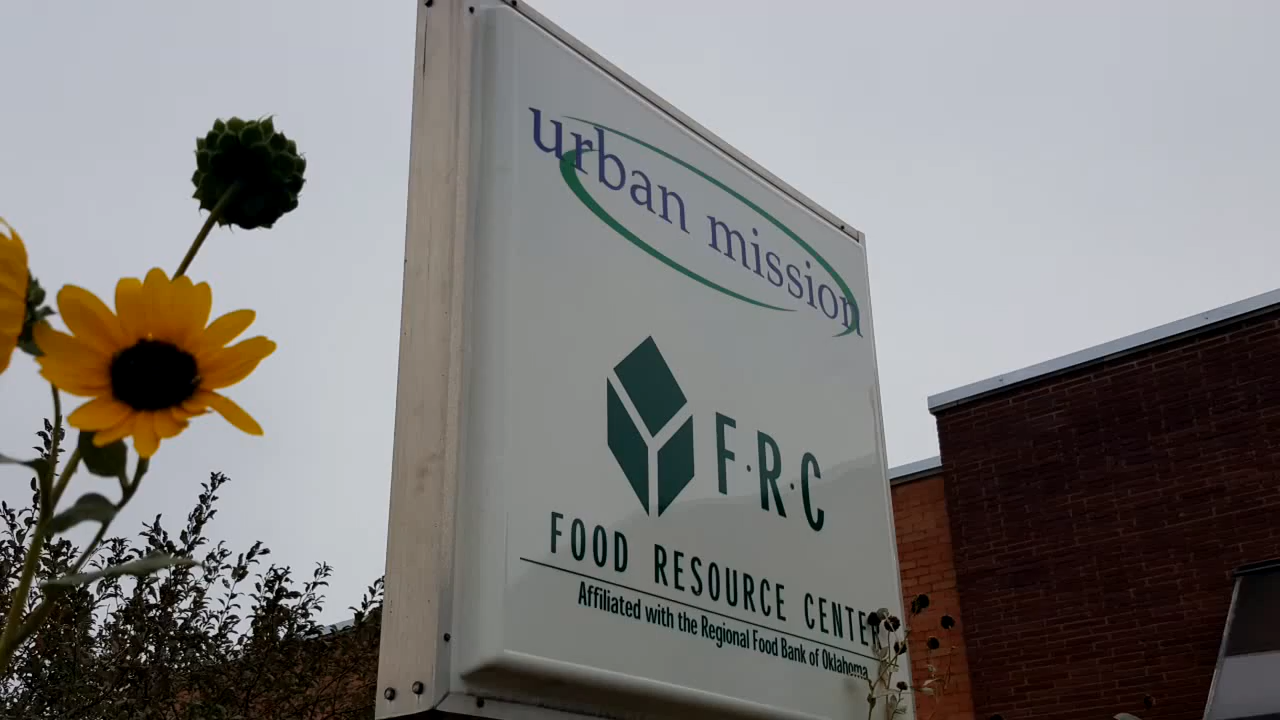 urban mission
F·R·C
FOOD RESOURCE CENTER
Affiliated with the Regional Food Bank of Oklahoma